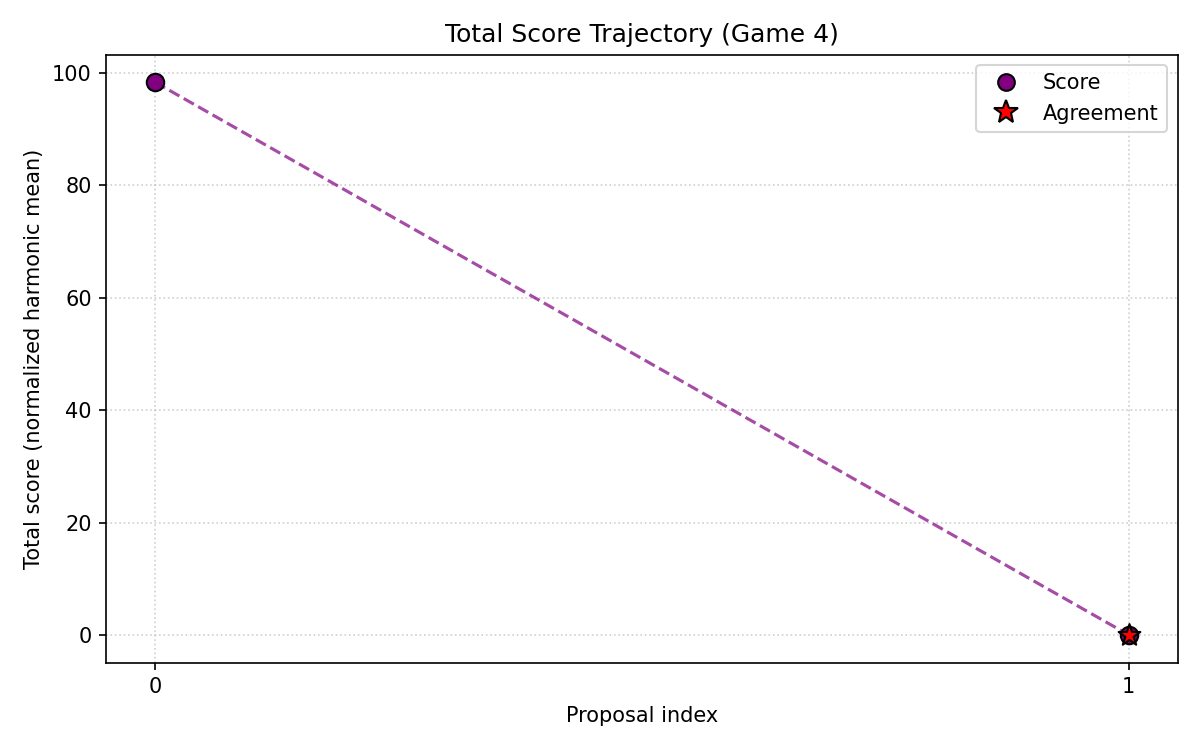 Total Score Trajectory (Game 4)
Score
Agreement
Total score (normalized harmonic mean)
100
80
60
40
20
0
0
1
Proposal index